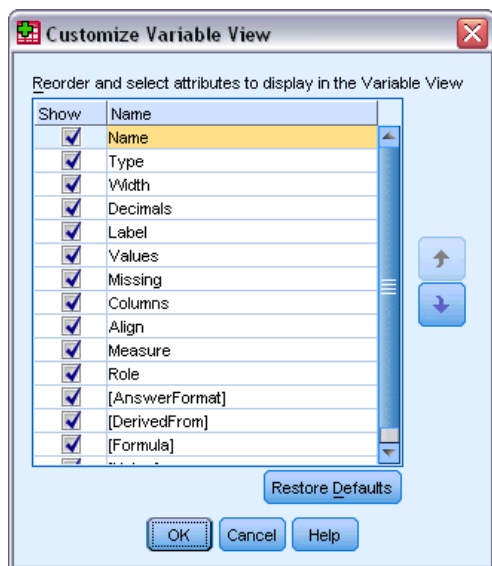 Customize Variable View
Reorder and select attributes to display in the Variable View
Show Name
Name
Type
Width
Decimals
Label
Values
Missing
Columns
Align
Measure
Role
[AnswerFormat]
[DerivedFrom]
[Formula]
Restore Defaults
OK Cancel Help